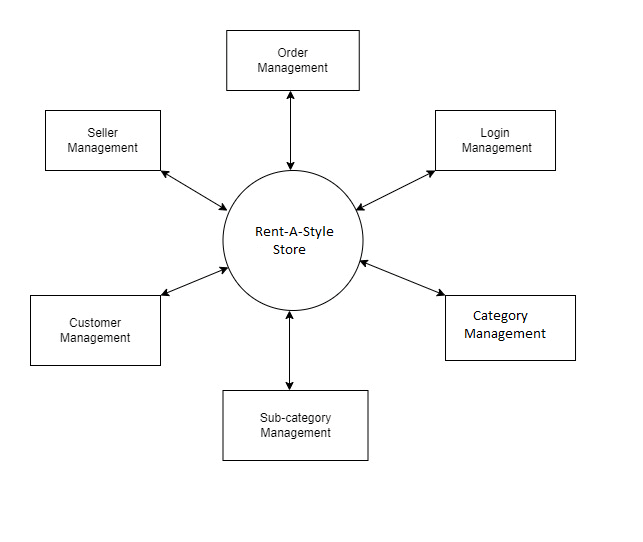 Order
Management
Seller
Management
Login
Management
Rent-A-Style
Store
Customer
Management
Category
Management
Sub-category
Management